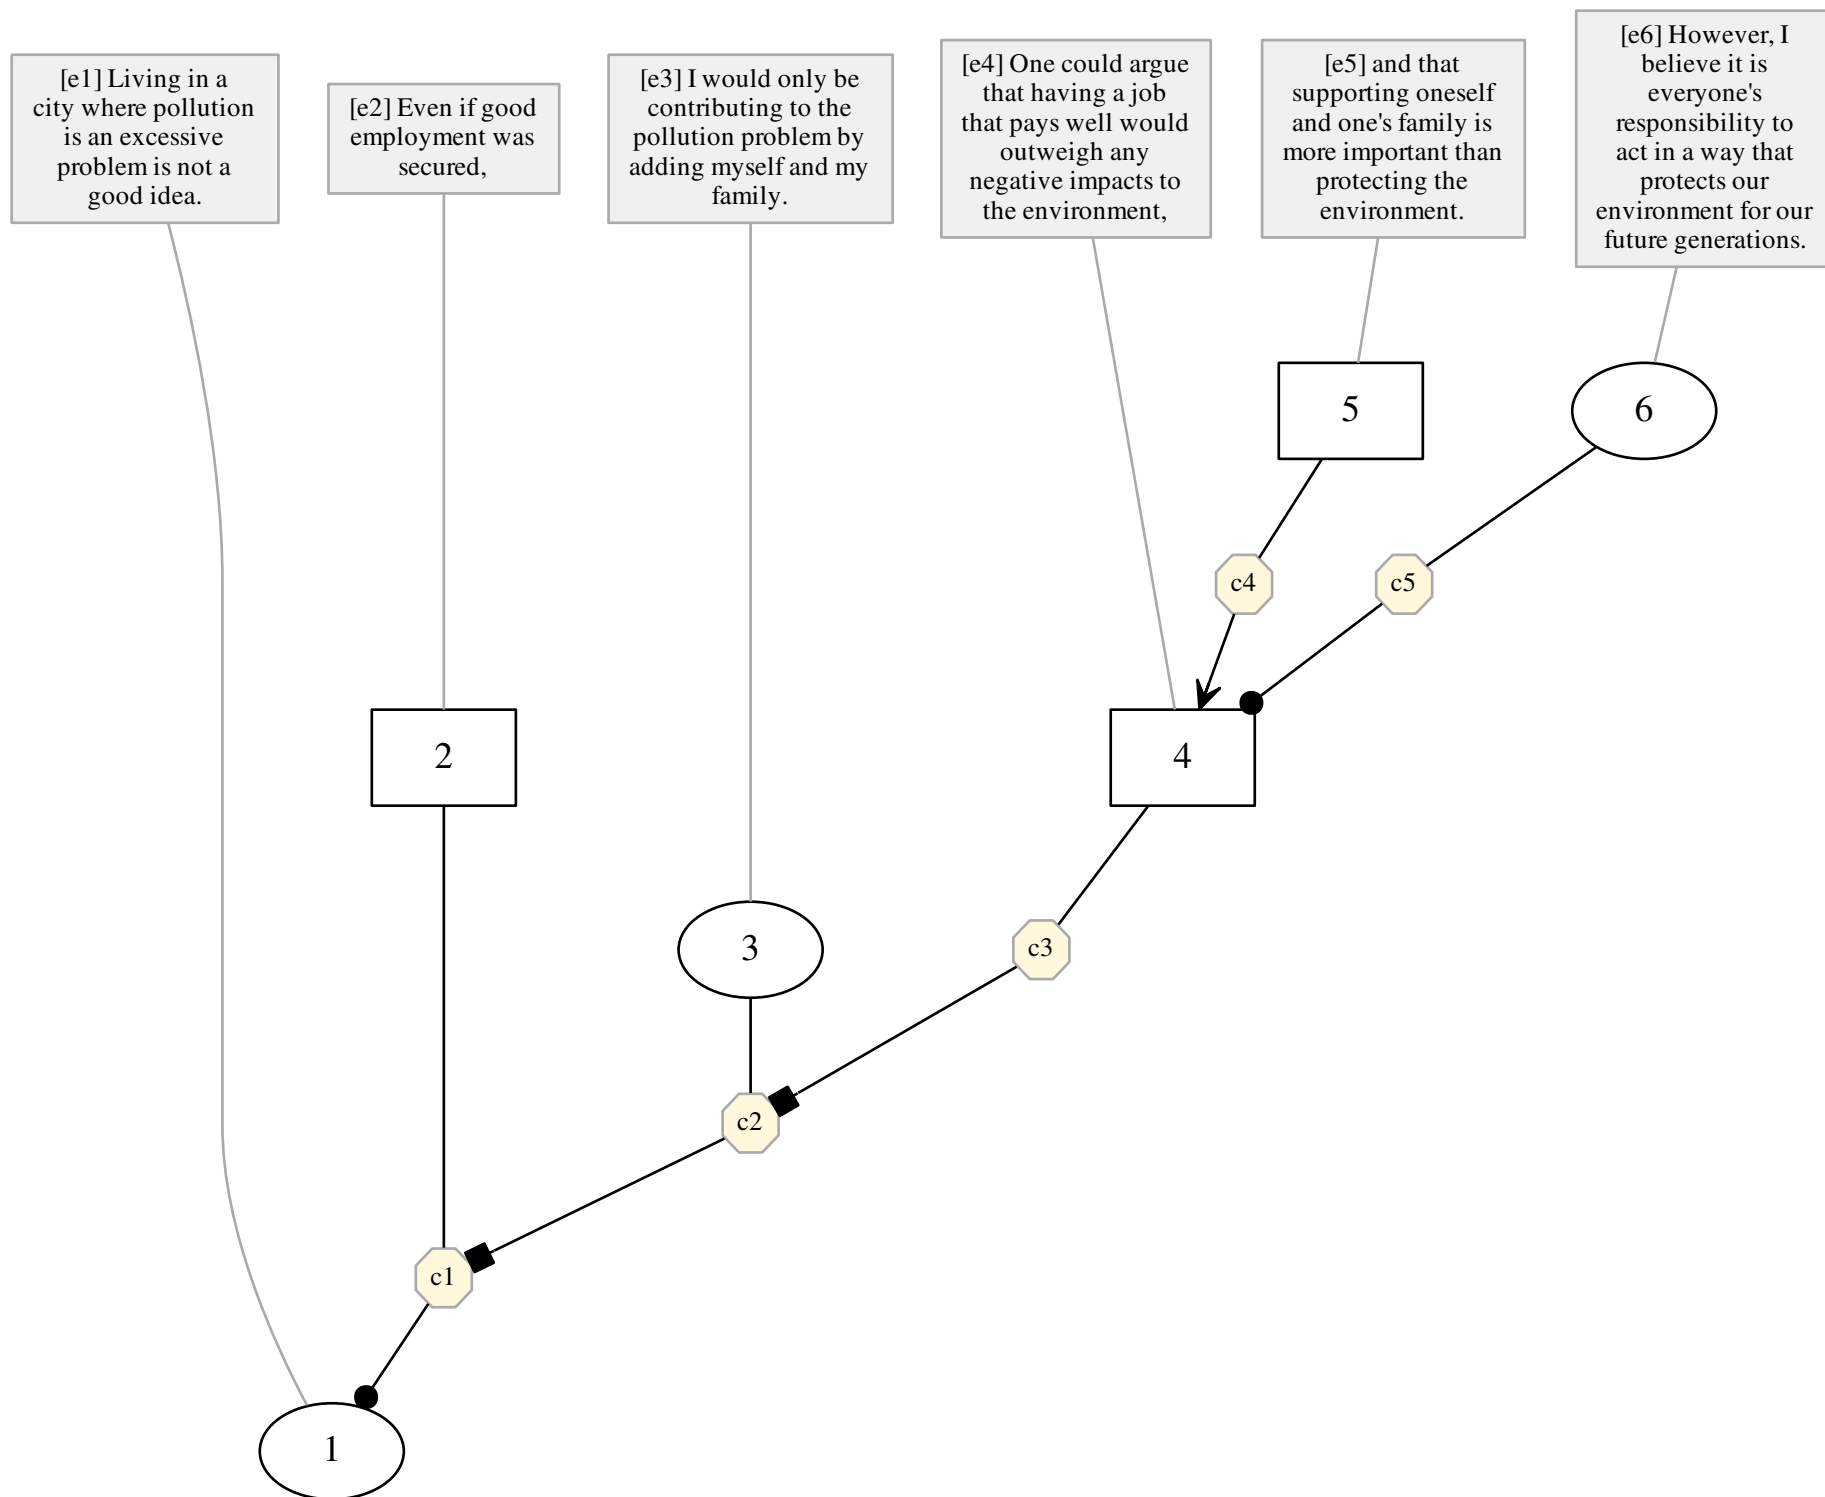 [e1] Living in a
city where pollution
is an excessive
problem is not a
good idea.
[e2] Even if good
employment was
secured,
[e3] I would only be
contributing to the
pollution problem by
adding myself and my
family.
[e4] One could argue
that having a job
that pays well would
outweigh any
negative impacts to
the environment,
[e5] and that
supporting oneself
and one's family is
more important than
protecting the
environment.
[e6] However, I
believe it is
everyone's
responsibility to
act in a way that
protects our
environment for our
future generations.
5
6
c4
c5
2
4
3
c3
c2
c1
1